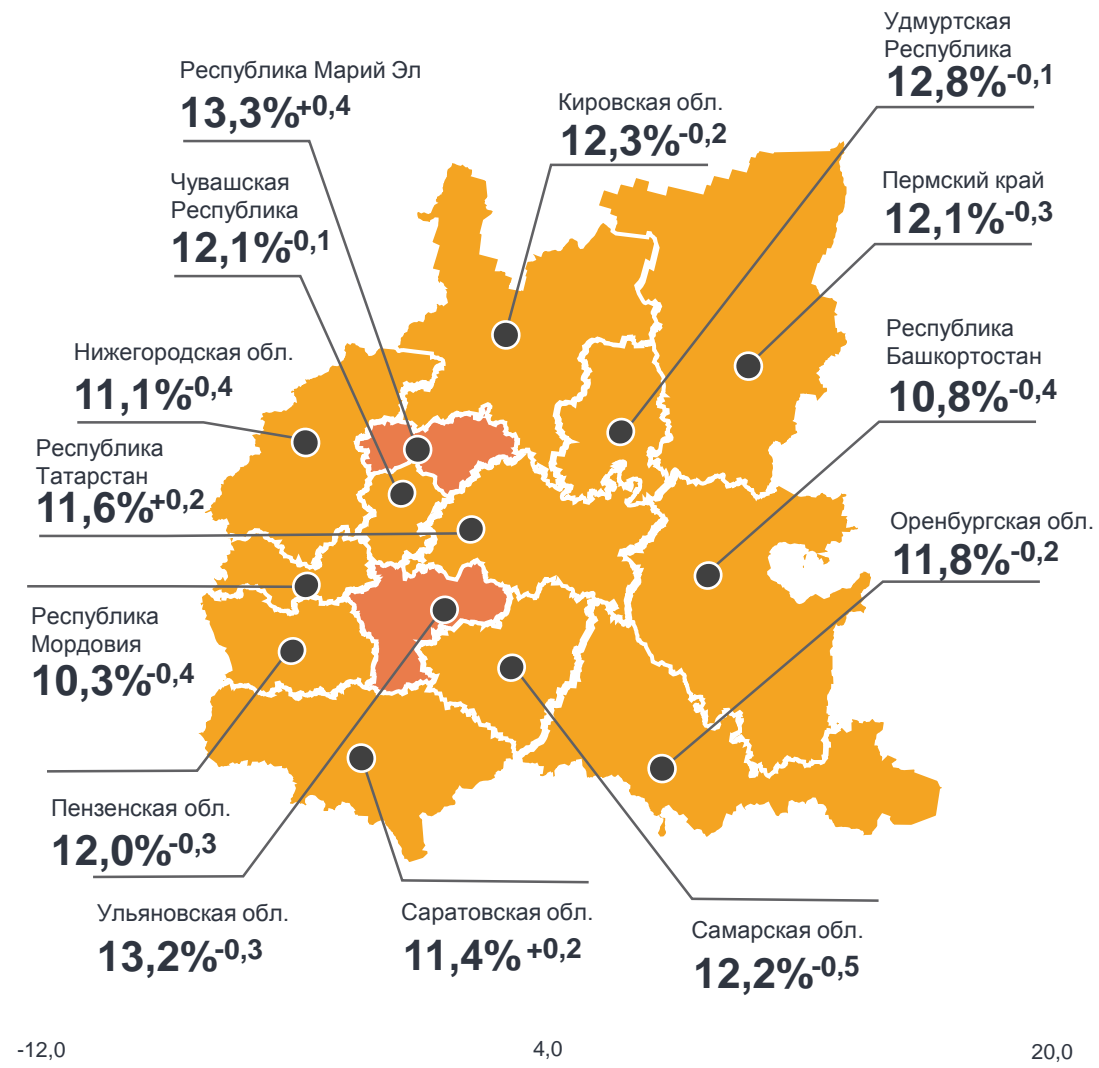 Удмуртская
Республика
12,8%-0,1
Республика Марий Эл
13,3%+0,4
Кировская обл.
12,3%-0,2
Чувашская
Республика
12,1%-0,1
Пермский край
12,1%-0,3
Республика
Башкортостан
10,8%-0,4
Нижегородская обл.
11,1%-0,4
Республика
Татарстан
11,6%+0,2
Оренбургская обл.
11,8%-0,2
Республика
Мордовия
10,3%-0,4
Пензенская обл.
12,0%-0,3
Ульяновская обл.
13,2%-0,3
Саратовская обл.
11,4% +0,2
Самарская обл.
12,2%-0,5
-12,0
4,0
20,0